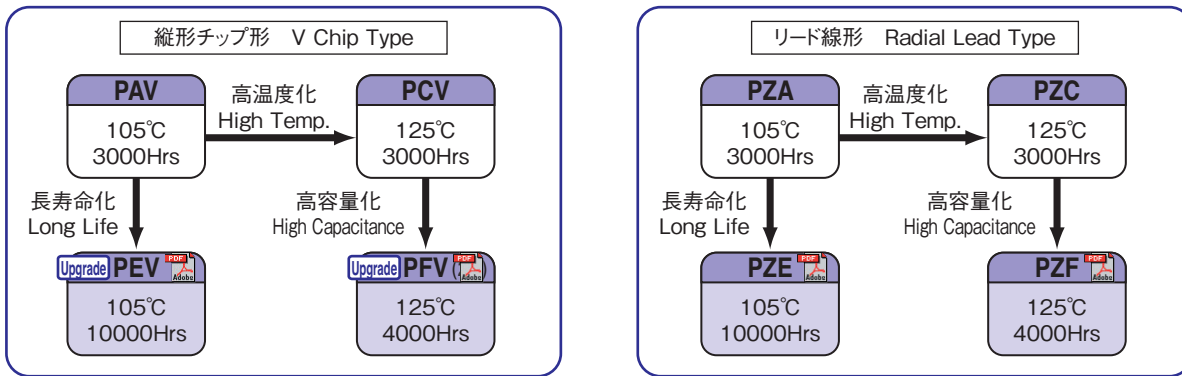 縦形チップ形 V Chip Type
PAV
105℃
3000Hrs
高温度化
High Temp.
PCV
125℃
3000Hrs
長寿命化
Long Life
高容量化
High Capacitance
Upgrade
PEV
PDF
Adobe
105℃
10000Hrs
Upgrade
PFV
PDF
Adobe
125℃
4000Hrs
リード線形 Radial Lead Type
PZA
105℃
3000Hrs
高温度化
High Temp.
PZC
125℃
3000Hrs
長寿命化
Long Life
高容量化
High Capacitance
PZE
PDF
Adobe
105℃
10000Hrs
PZF
PDF
Adobe
125℃
4000Hrs